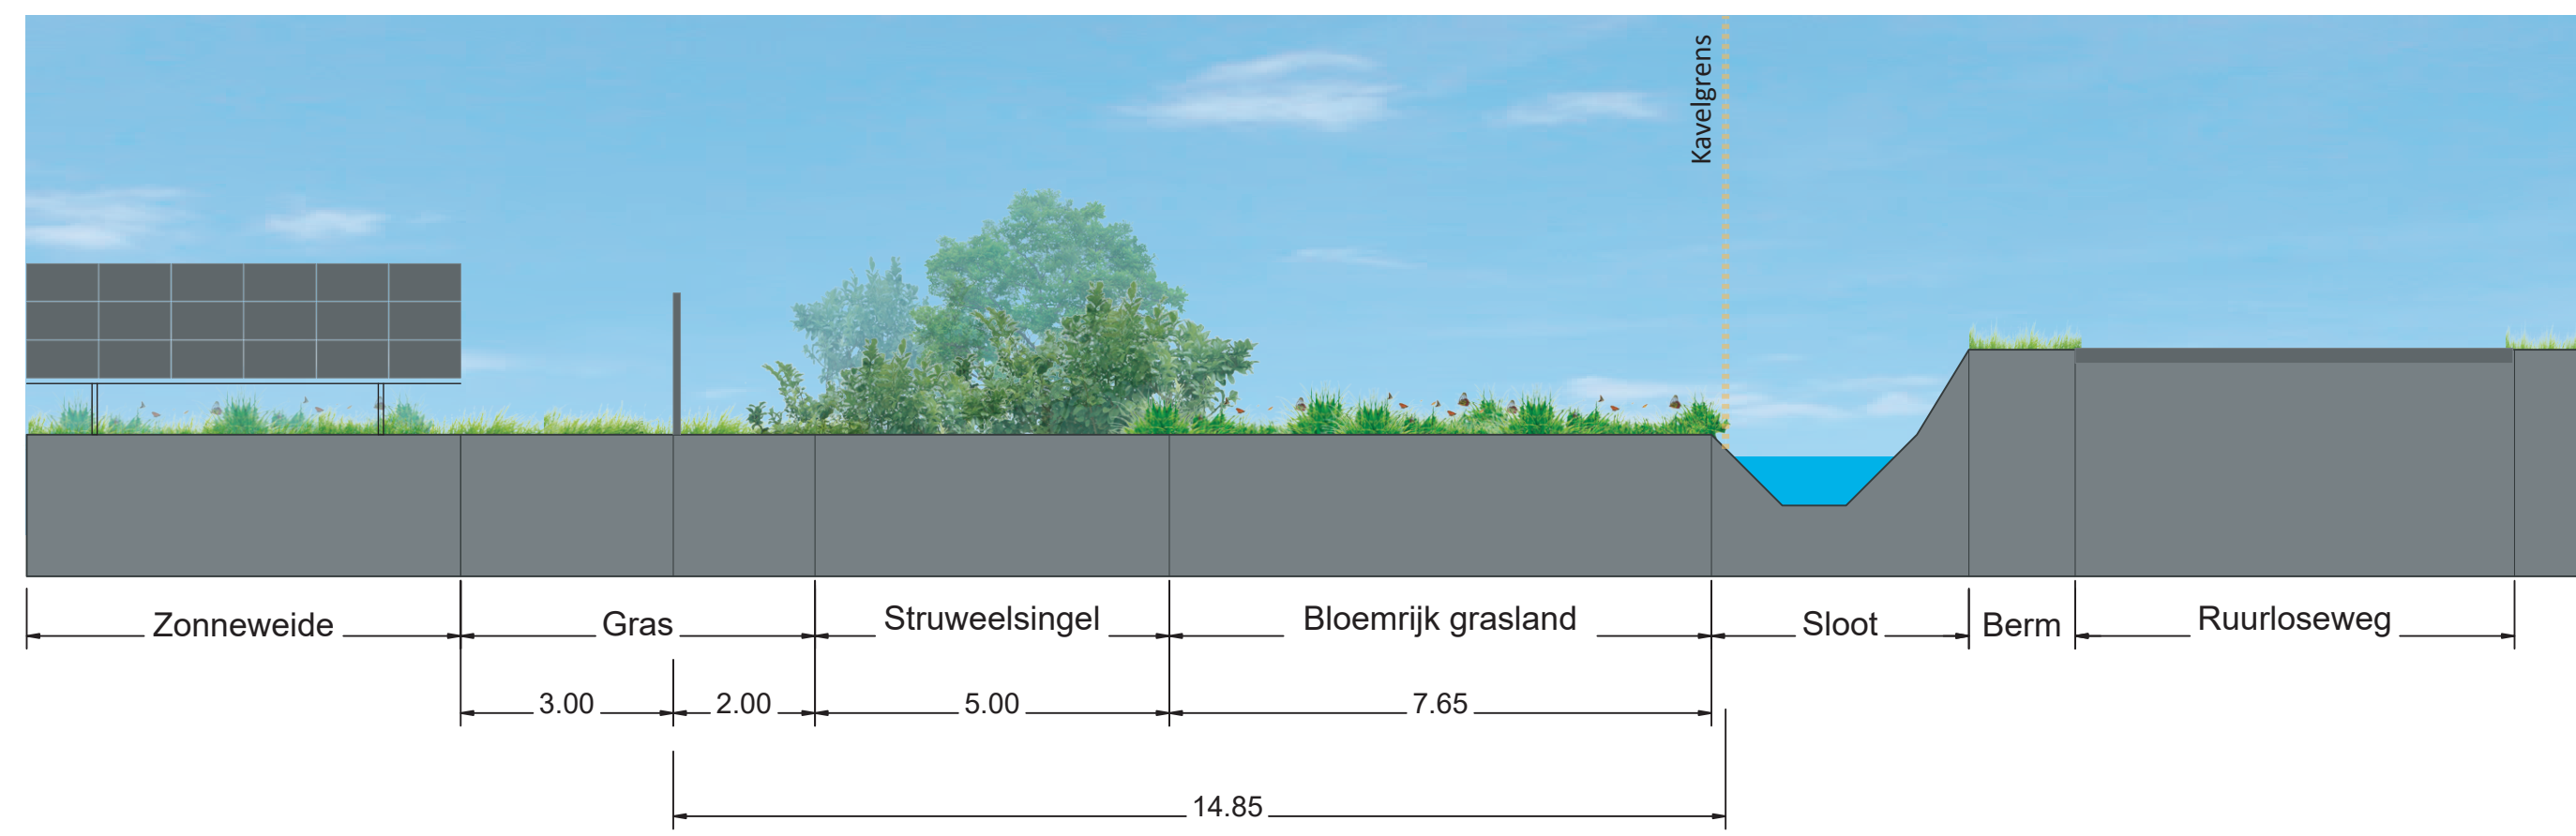 Kavelgrens
Zonneweide
Gras
Struweelsingel
Bloemrijk grasland
Sloot
Berm
Ruurloseweg
3.00
2.00
5.00
7.65
14.85